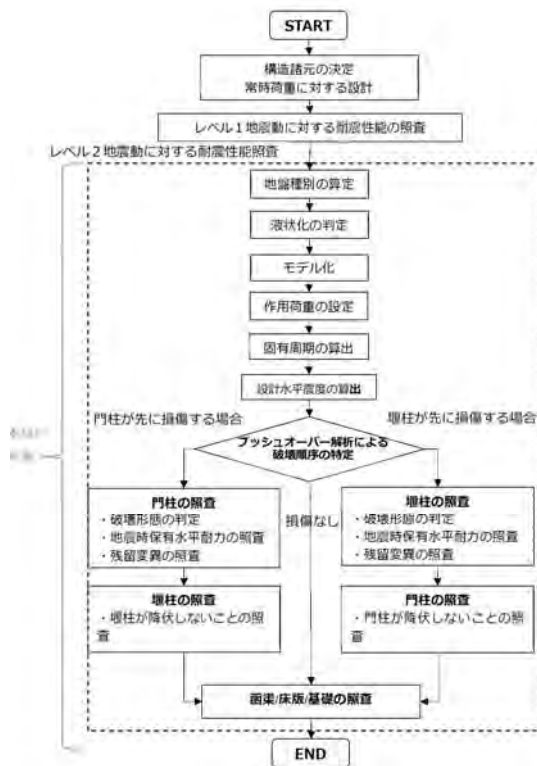 START
構造諸元の決定
常時荷重に対する設計
レベル1地震動に対する耐震性能の照査
レベル2地震動に対する耐震性能照査
地盤種別の算定
液状化の判定
モデル化
作用荷重の設定
固有周期の算出
設計水平震度の算出
門柱が先に損傷する場合
堰柱が先に損傷する場合
プッシュオーバー解析による
破壊順序の特定
門柱の照査
・破壊形態の判定
・地震時保有水平耐力の照査
・残留変異の照査
損傷なし
堰柱の照査
・破壊形態の判定
・地震時保有水平耐力の照査
・残留変異の照査
堰柱の照査
・堰柱が降伏しないことの照
査
門柱の照査
・門柱が降伏しないことの照
査
函渠/床版/基礎の照査
END